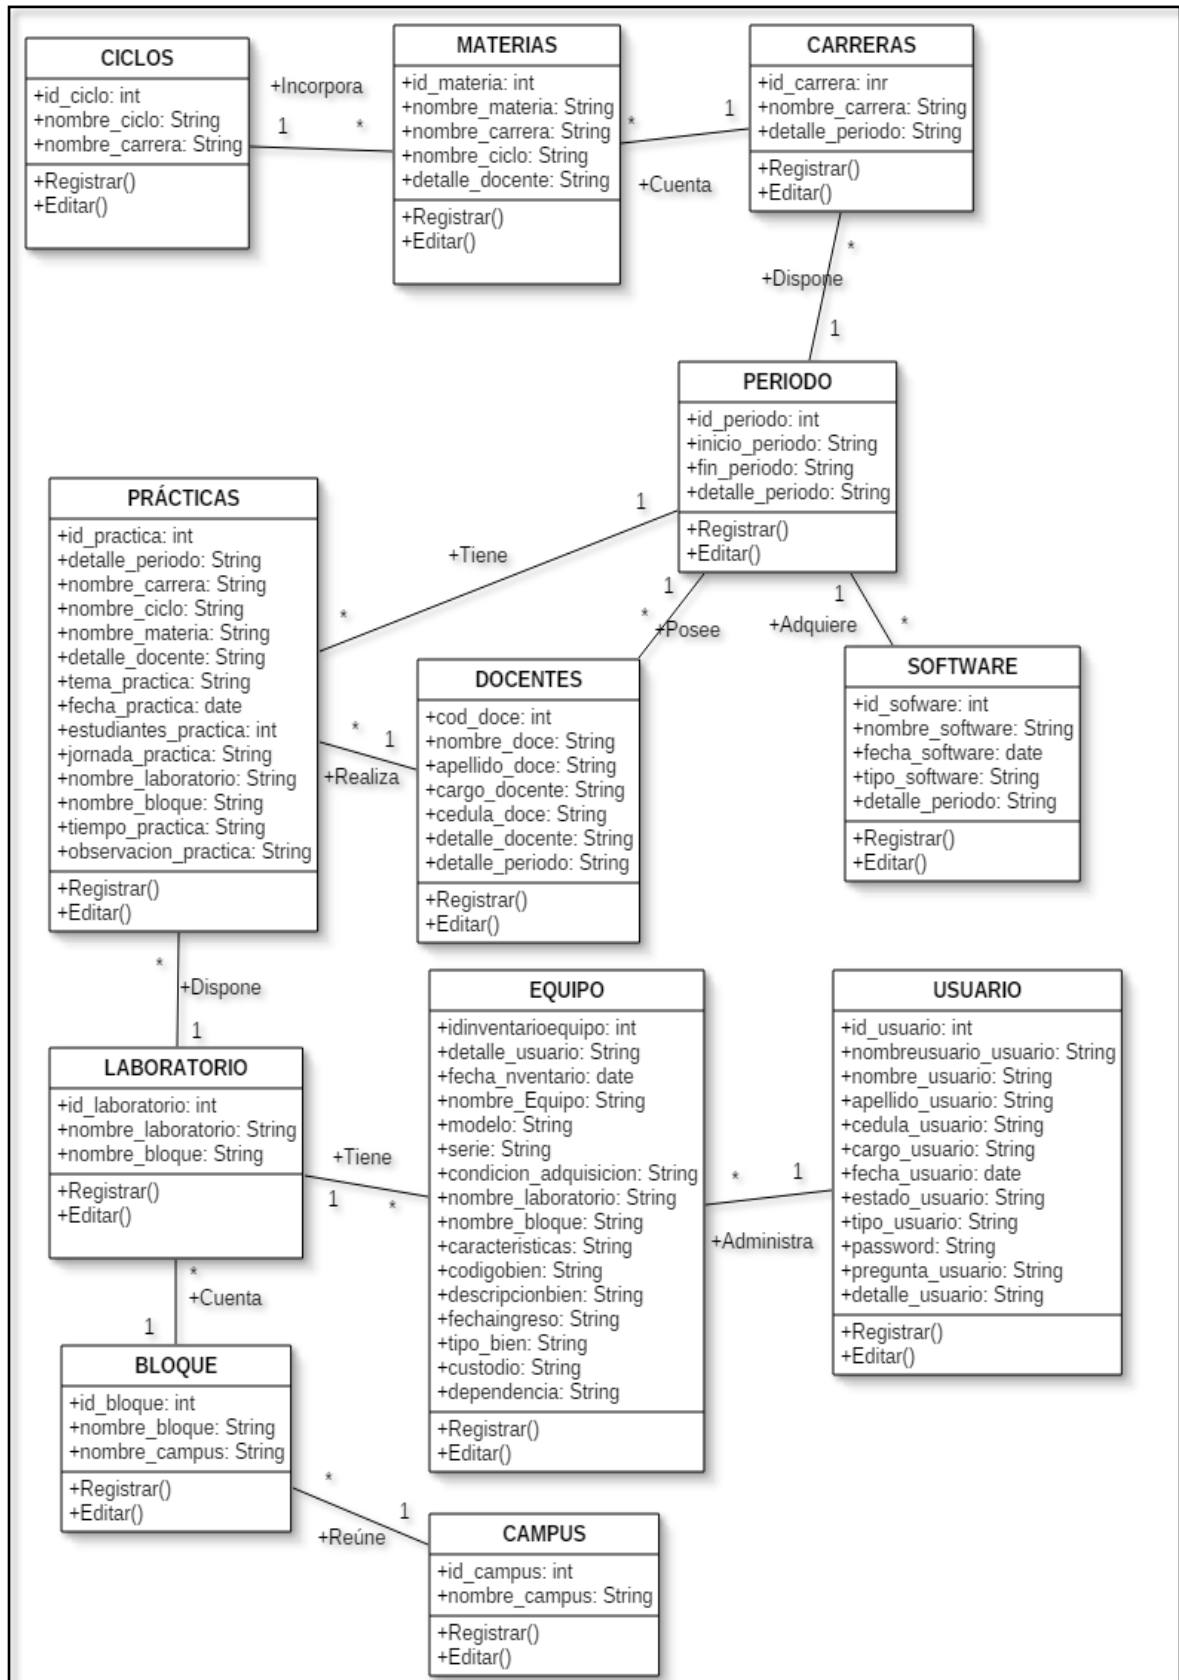 CICLOS
+id_ciclo: int
+nombre_ciclo: String
+nombre_carrera: String
+Registrar()
+Editar()
+Incorpora
1
*
MATERIAS
+id_materia: int
+nombre_materia: String
+nombre_carrera: String
+nombre_ciclo: String
+detalle_docente: String
+Registrar()
+Editar()
*
1
+Cuenta
CARRERAS
+id_carrera: inr
+nombre_carrera: String
+detalle_periodo: String
+Registrar()
+Editar()
*
+Dispone
1
PERIODO
+id_periodo: int
+inicio_periodo: String
+fin_periodo: String
+detalle_periodo: String
+Registrar()
+Editar()
1
+Tiene
*
1
*
+Posee
1
+Adquiere
*
PRÁCTICAS
+id_practica: int
+detalle_periodo: String
+nombre_carrera: String
+nombre_ciclo: String
+nombre_materia: String
+detalle_docente: String
+tema_practica: String
+fecha_practica: date
+estudiantes_practica: int
+jornada_practica: String
+nombre_laboratorio: String
+nombre_bloque: String
+tiempo_practica: String
+observacion_practica: String
+Registrar()
+Editar()
*
1
+Realiza
DOCENTES
+cod_doce: int
+nombre_doce: String
+apellido_doce: String
+cargo_docente: String
+cedula_doce: String
+detalle_docente: String
+detalle_periodo: String
+Registrar()
+Editar()
SOFTWARE
+id_sofware: int
+nombre_software: String
+fecha_software: date
+tipo_software: String
+detalle_periodo: String
+Registrar()
+Editar()
*
+Dispone
1
LABORATORIO
+id_laboratorio: int
+nombre_laboratorio: String
+nombre_bloque: String
+Registrar()
+Editar()
+Tiene
1
*
EQUIPO
+idinventarioequipo: int
+detalle_usuario: String
+fecha_nventario: date
+nombre_Equipo: String
+modelo: String
+serie: String
+condicion_adquisicion: String
+nombre_laboratorio: String
+nombre_bloque: String
+caracteristicas: String
+codigobien: String
+descripcionbien: String
+fechaingreso: String
+tipo_bien: String
+custodio: String
+dependencia: String
+Registrar()
+Editar()
*
1
+Administra
USUARIO
+id_usuario: int
+nombreusuario_usuario: String
+nombre_usuario: String
+apellido_usuario: String
+cedula_usuario: String
+cargo_usuario: String
+fecha_usuario: date
+estado_usuario: String
+tipo_usuario: String
+password: String
+pregunta_usuario: String
+detalle_usuario: String
+Registrar()
+Editar()
*
+Cuenta
1
BLOQUE
+id_bloque: int
+nombre_bloque: String
+nombre_campus: String
+Registrar()
+Editar()
*
1
+Reúne
CAMPUS
+id_campus: int
+nombre_campus: String
+Registrar()
+Editar()